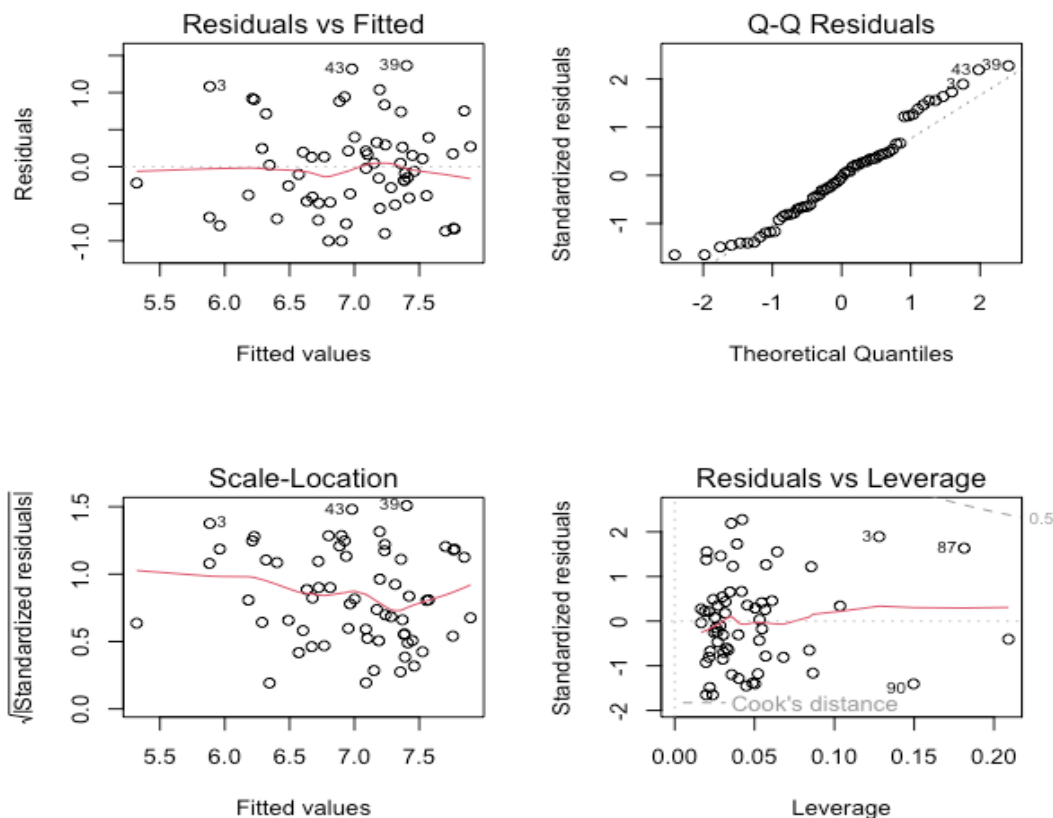 Residuals vs Fitted
Residuals
1.0
0.0
-1.0
3
43
39
5.5 6.0 6.5 7.0 7.5
Fitted values
Q-Q Residuals
Standardized residuals
2
1
0
-1
3
43
39
-2 -1 0 1 2
Theoretical Quantiles
Scale-Location
√|Standardized residuals|
1.5
1.0
0.5
0.0
3
43
39
5.5 6.0 6.5 7.0 7.5
Fitted values
Residuals vs Leverage
Standardized residuals
2
1
0
-1
-2
0.5
3
87
90
Cook's distance
0.00 0.05 0.10 0.15 0.20
Leverage